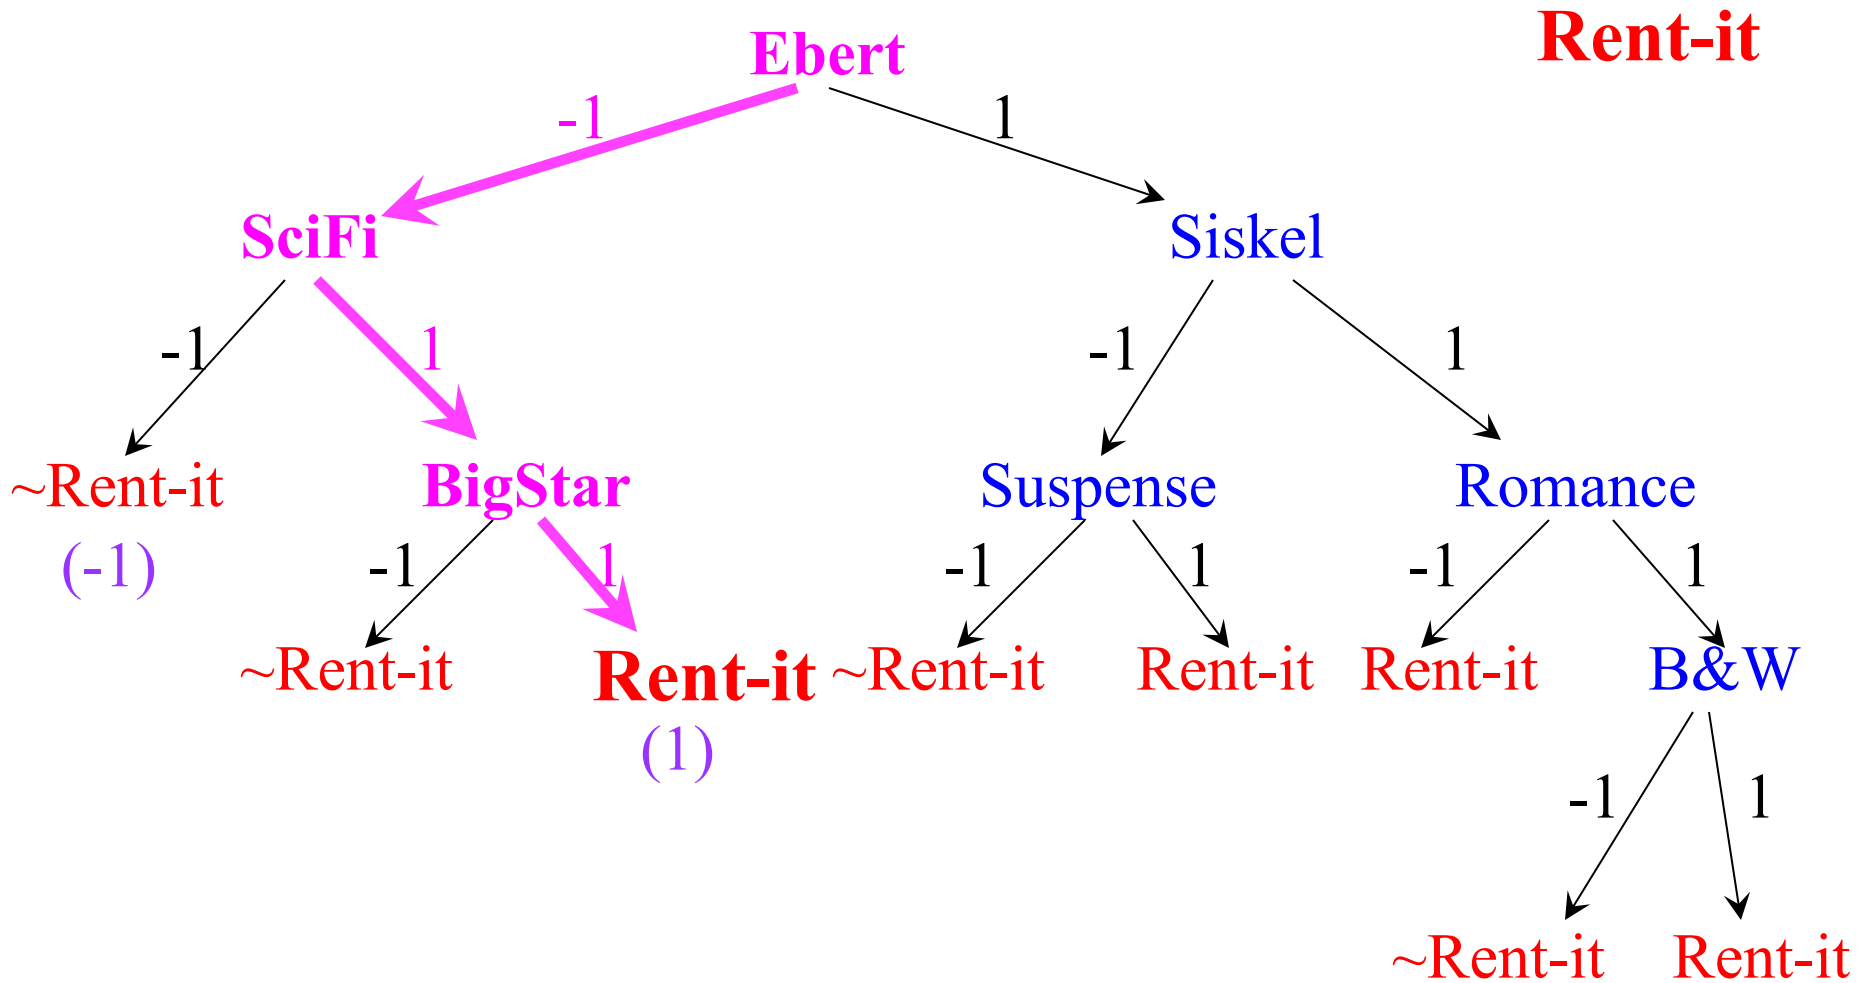 Ebert
Rent-it
-1
1
SciFi
Siskel
-1
1
-1
1
~Rent-it
BigStar
Suspense
Romance
(-1)
-1
1
-1
1
-1
1
~Rent-it
Rent-it
~Rent-it
Rent-it
Rent-it
B&W
(1)
-1
1
~Rent-it
Rent-it